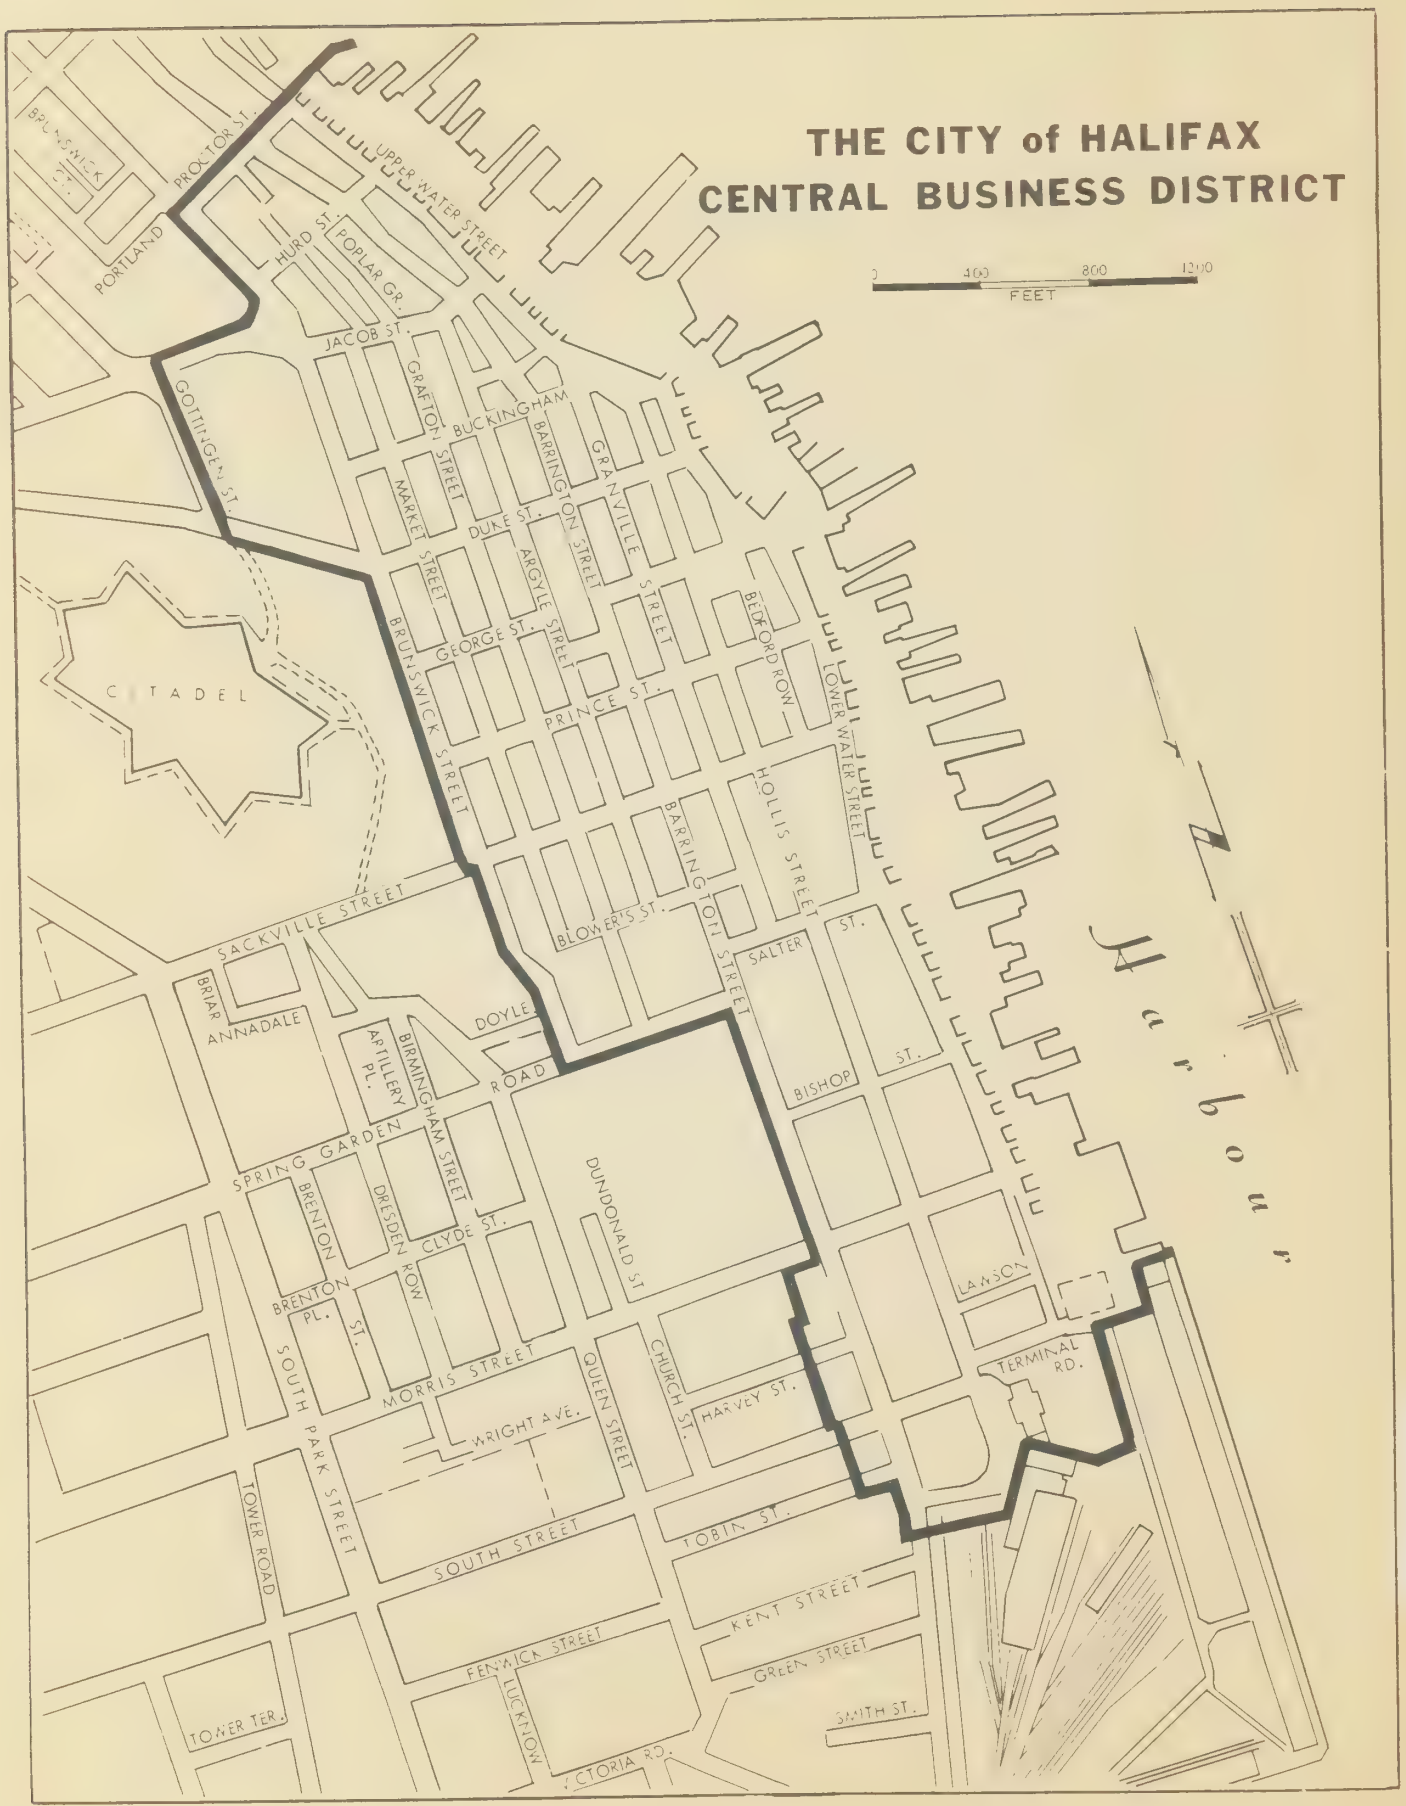 THE CITY of HALIFAX
CENTRAL BUSINESS DISTRICT
0 400 800 1200
FEET
BRUNSWICK
CT.
PROCTOR ST.
PORTLAND
UPPER WATER STREET
HURD ST.
POPLAR GR.
JACOB ST.
GOTTINGEN ST.
GRAFTON STREET
BUCKINGHAM
BARRINGTON STREET
GRANVILLE STREET
MARKET STREET
DUKE ST.
ARGYLE STREET
GEORGE ST.
BEDFORD ROW
BRUNSWICK STREET
CITADEL
PRINCE ST.
LOWER WATER STREET
HOLLIS STREET
BARRINGTON STREET
SACKVILLE STREET
BLOWER'S ST.
SALTER ST.
Harbour
N
BRIAR
ANNADALE
DOYLE
ARTILLERY PL.
BIRMINGHAM STREET
SPRING GARDEN ROAD
BISHOP ST.
BRENTON
DRESDEN ROW
CLYDE ST.
DUNDONALD ST
BRENTON PL.
ST.
LAWSON
TERMINAL RD.
SOUTH PARK STREET
MORRIS STREET
QUEEN STREET
CHURCH ST.
HARVEY ST.
WRIGHT AVE.
TOWER ROAD
SOUTH STREET
TOBIN ST.
KENT STREET
FENWICK STREET
GREEN STREET
LUCKNOW
SMITH ST.
TOWER TER.
CTORIA RD.